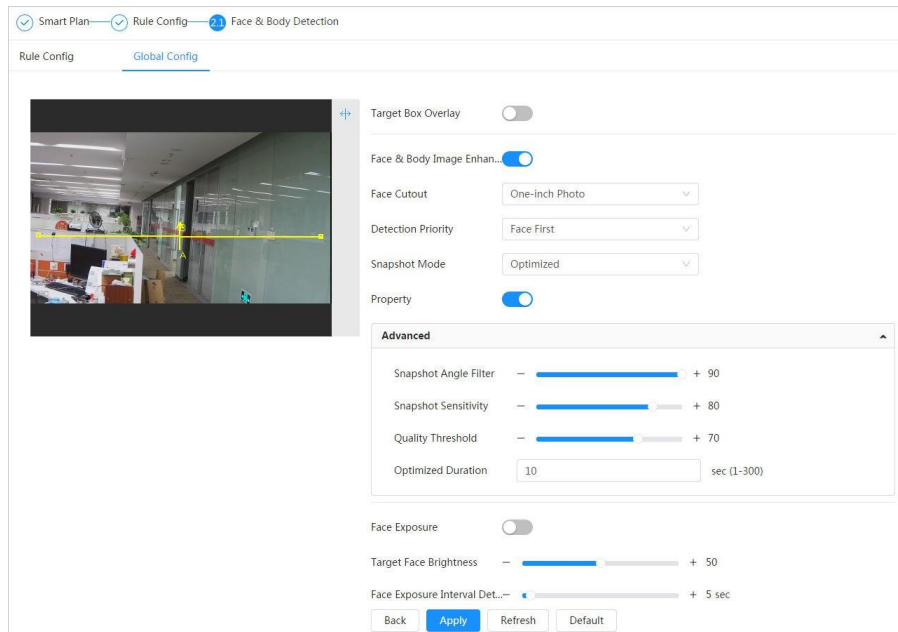 Smart Plan Rule Config 2.1 Face & Body Detection
Rule Config Global Config
Target Box Overlay
Face & Body Image Enhan...
Face Cutout One-inch Photo
Detection Priority Face First
Snapshot Mode Optimized
Property
Advanced
Snapshot Angle Filter − + 90
Snapshot Sensitivity − + 80
Quality Threshold − + 70
Optimized Duration 10 sec (1-300)
Face Exposure
Target Face Brightness − + 50
Face Exposure Interval Det... − + 5 sec
Back Apply Refresh Default
A